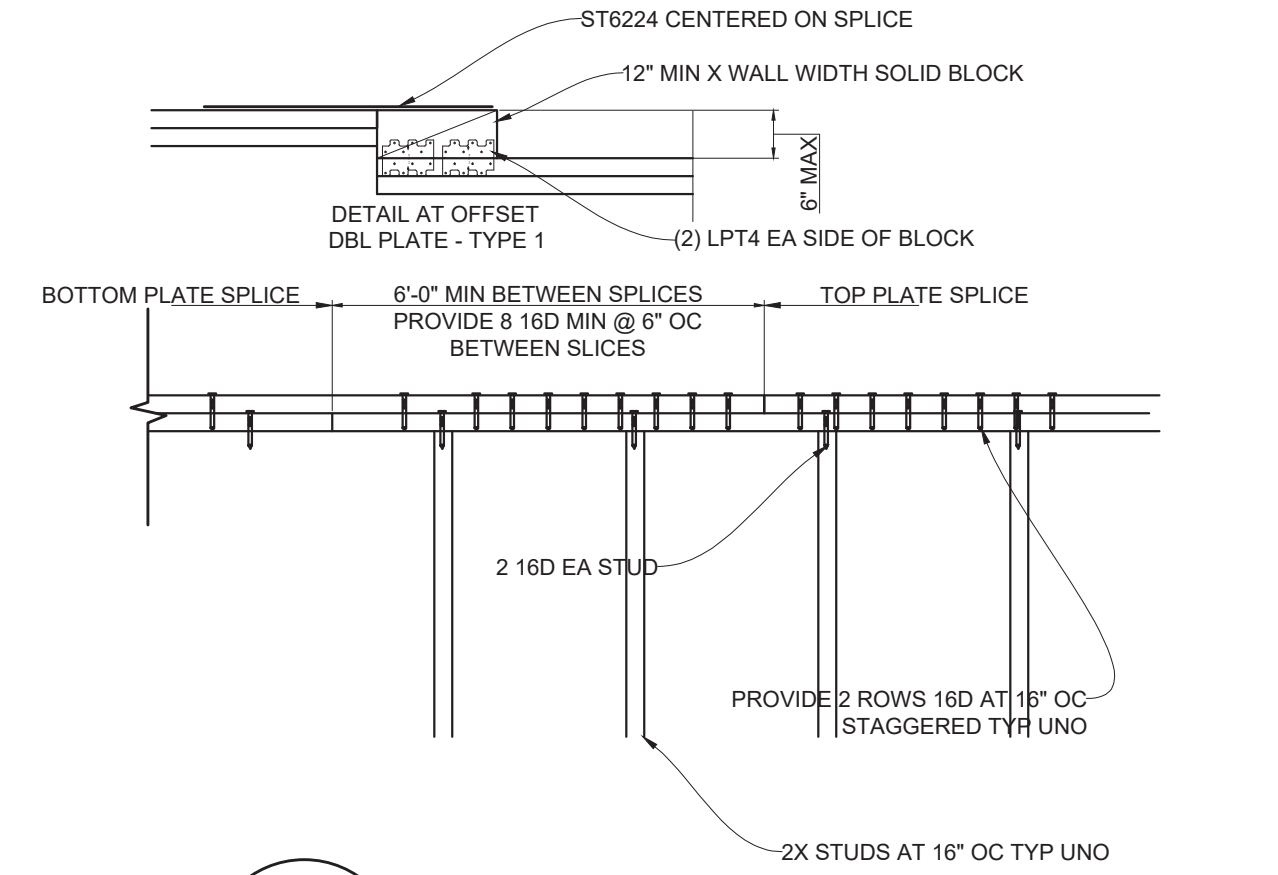 ST6224 CENTERED ON SPLICE
12" MIN X WALL WIDTH SOLID BLOCK
6" MAX
DETAIL AT OFFSET
DBL PLATE - TYPE 1
(2) LPT4 EA SIDE OF BLOCK
BOTTOM PLATE SPLICE
6'-0" MIN BETWEEN SPLICES
PROVIDE 8 16D MIN @ 6" OC
BETWEEN SLICES
TOP PLATE SPLICE
2 16D EA STUD
PROVIDE 2 ROWS 16D AT 16" OC
STAGGERED TYP UNO
2X STUDS AT 16" OC TYP UNO